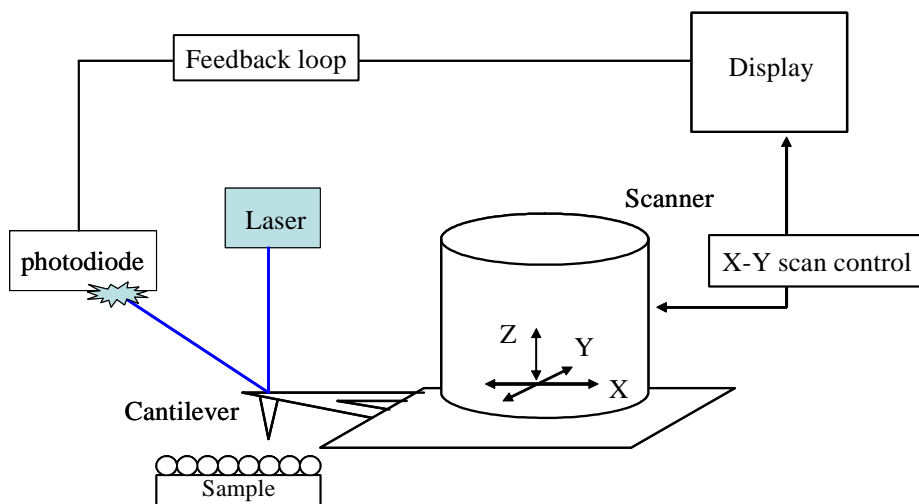 Feedback loop
Display
Laser
Scanner
photodiode
X-Y scan control
Z
Y
X
Cantilever
Sample